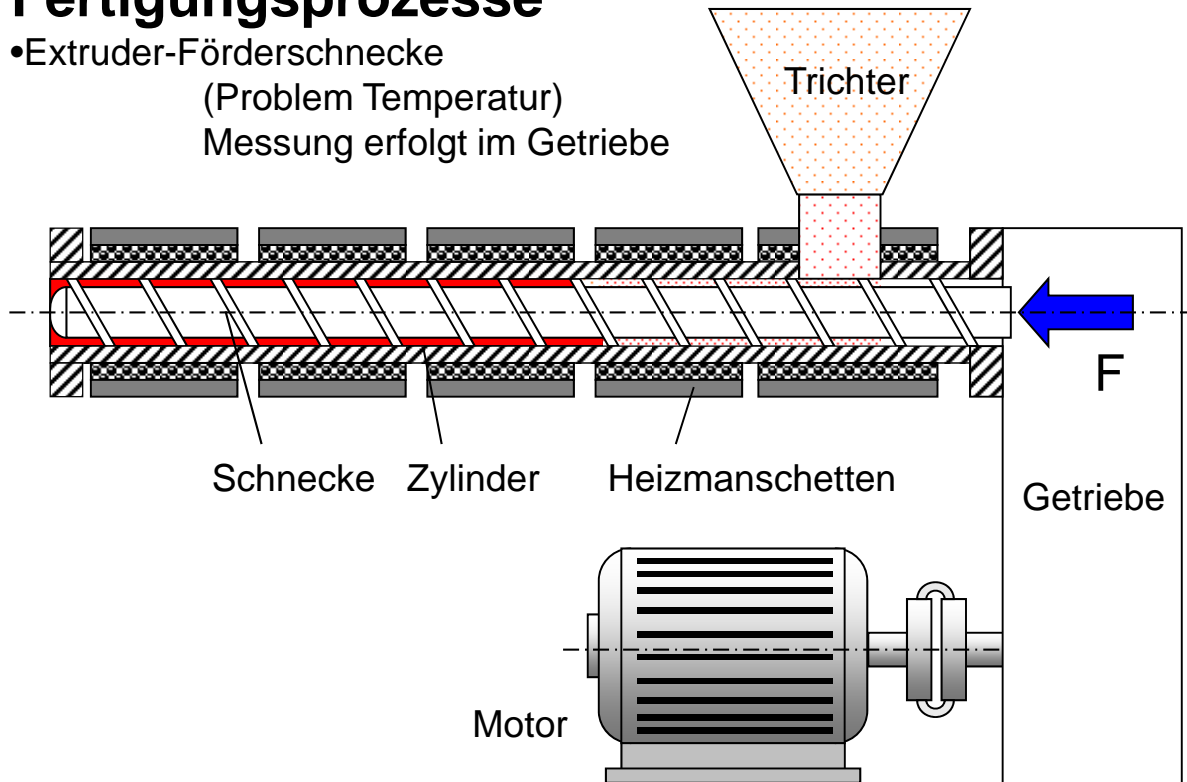 Fertigungsprozesse
•Extruder-Förderschnecke
(Problem Temperatur)
Messung erfolgt im Getriebe
Trichter
F
Schnecke Zylinder Heizmanschetten
Getriebe
Motor